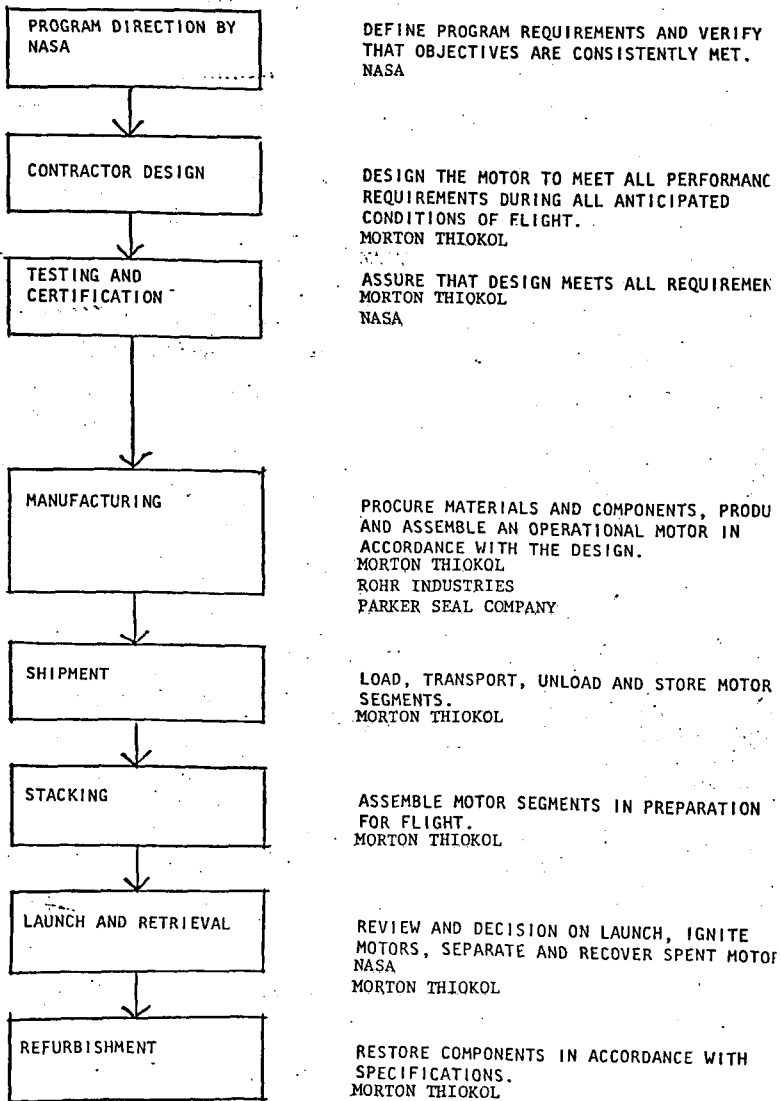 PROGRAM DIRECTION BY
NASA
DEFINE PROGRAM REQUIREMENTS AND VERIFY
THAT OBJECTIVES ARE CONSISTENTLY MET.
NASA
CONTRACTOR DESIGN
DESIGN THE MOTOR TO MEET ALL PERFORMANC
REQUIREMENTS DURING ALL ANTICIPATED
CONDITIONS OF FLIGHT.
MORTON THIOKOL
TESTING AND
CERTIFICATION
ASSURE THAT DESIGN MEETS ALL REQUIREMEN
MORTON THIOKOL
NASA
MANUFACTURING
PROCURE MATERIALS AND COMPONENTS, PRODU
AND ASSEMBLE AN OPERATIONAL MOTOR IN
ACCORDANCE WITH THE DESIGN.
MORTON THIOKOL
ROHR INDUSTRIES
PARKER SEAL COMPANY
SHIPMENT
LOAD, TRANSPORT, UNLOAD AND STORE MOTOR
SEGMENTS.
MORTON THIOKOL
STACKING
ASSEMBLE MOTOR SEGMENTS IN PREPARATION
FOR FLIGHT.
MORTON THIOKOL
LAUNCH AND RETRIEVAL
REVIEW AND DECISION ON LAUNCH, IGNITE
MOTORS, SEPARATE AND RECOVER SPENT MOTOR
NASA
MORTON THIOKOL
REFURBISHMENT
RESTORE COMPONENTS IN ACCORDANCE WITH
SPECIFICATIONS.
MORTON THIOKOL